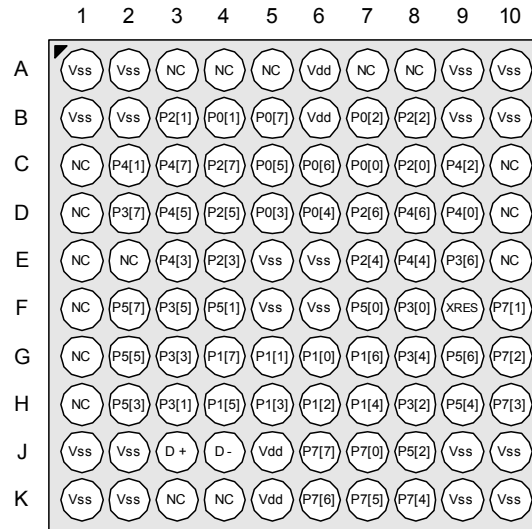 1 2 3 4 5 6 7 8 9 10
A Vss Vss NC NC NC Vdd NC NC Vss Vss
B Vss Vss P2[1] P0[1] P0[7] Vdd P0[2] P2[2] Vss Vss
C NC P4[1] P4[7] P2[7] P0[5] P0[6] P0[0] P2[0] P4[2] NC
D NC P3[7] P4[5] P2[5] P0[3] P0[4] P2[6] P4[6] P4[0] NC
E NC NC P4[3] P2[3] Vss Vss P2[4] P4[4] P3[6] NC
F NC P5[7] P3[5] P5[1] Vss Vss P5[0] P3[0] XRES P7[1]
G NC P5[5] P3[3] P1[7] P1[1] P1[0] P1[6] P3[4] P5[6] P7[2]
H NC P5[3] P3[1] P1[5] P1[3] P1[2] P1[4] P3[2] P5[4] P7[3]
J Vss Vss D + D - Vdd P7[7] P7[0] P5[2] Vss Vss
K Vss Vss NC NC Vdd P7[6] P7[5] P7[4] Vss Vss